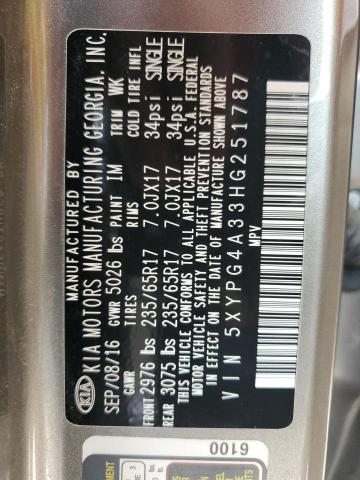 MANUFACTURED BY
KIA KIA MOTORS MANUFACTURING GEORGIA, INC.
SEP/08/16 GVWR 5026 lbs PAINT IM TRIM WK
GAWR RIMS COLD TIRE INFL
FRONT 2976 lbs 235/65R17 7.0JX17 34psi SINGLE
REAR 3075 lbs 235/65R17 7.0JX17 34psi SINGLE
THIS VEHICLE CONFORMS TO ALL APPLICABLE U.S.A. FEDERAL
MOTOR VEHICLE SAFETY AND THEFT PREVENTION STANDARDS
IN EFFECT ON THE DATE OF MANUFACTURE SHOWN ABOVE
VIN 5XYPG4A33HG251787
MPV
6100